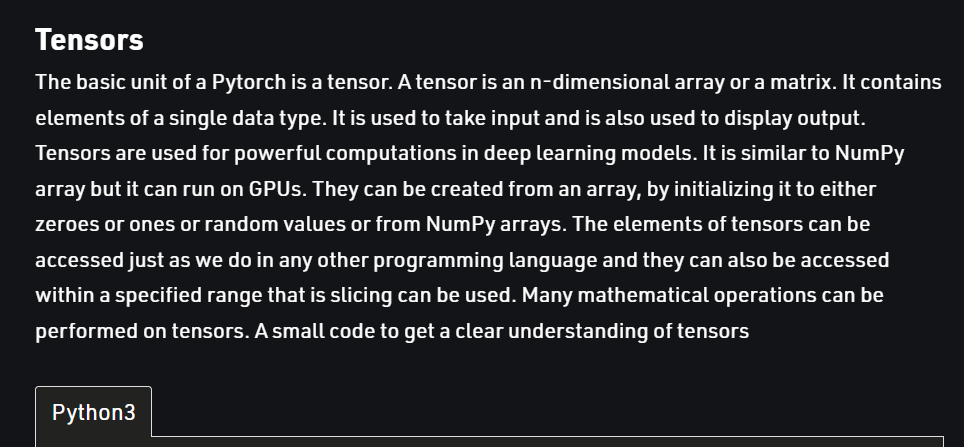 Tensors
The basic unit of a Pytorch is a tensor. A tensor is an n-dimensional array or a matrix. It contains
elements of a single data type. It is used to take input and is also used to display output.
Tensors are used for powerful computations in deep learning models. It is similar to NumPy
array but it can run on GPUs. They can be created from an array, by initializing it to either
zeroes or ones or random values or from NumPy arrays. The elements of tensors can be
accessed just as we do in any other programming language and they can also be accessed
within a specified range that is slicing can be used. Many mathematical operations can be
performed on tensors. A small code to get a clear understanding of tensors
Python3